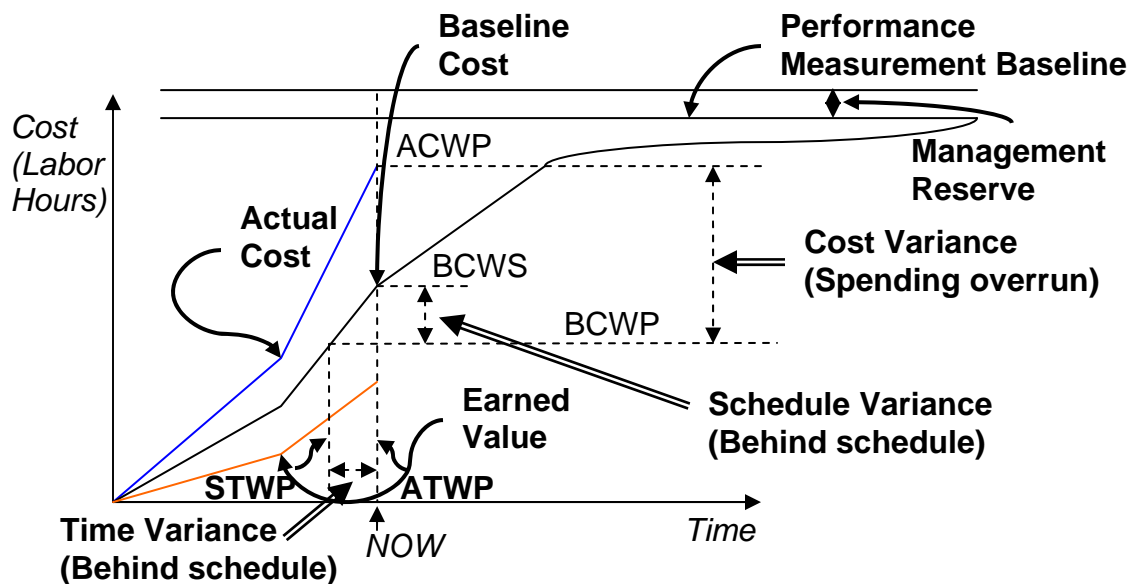 Baseline
Cost
Performance
Measurement Baseline
Cost
(Labor
Hours)
ACWP
Management
Reserve
Actual
Cost
Cost Variance
(Spending overrun)
BCWS
BCWP
Earned
Value
Schedule Variance
(Behind schedule)
STWP
ATWP
Time Variance
(Behind schedule)
NOW
Time